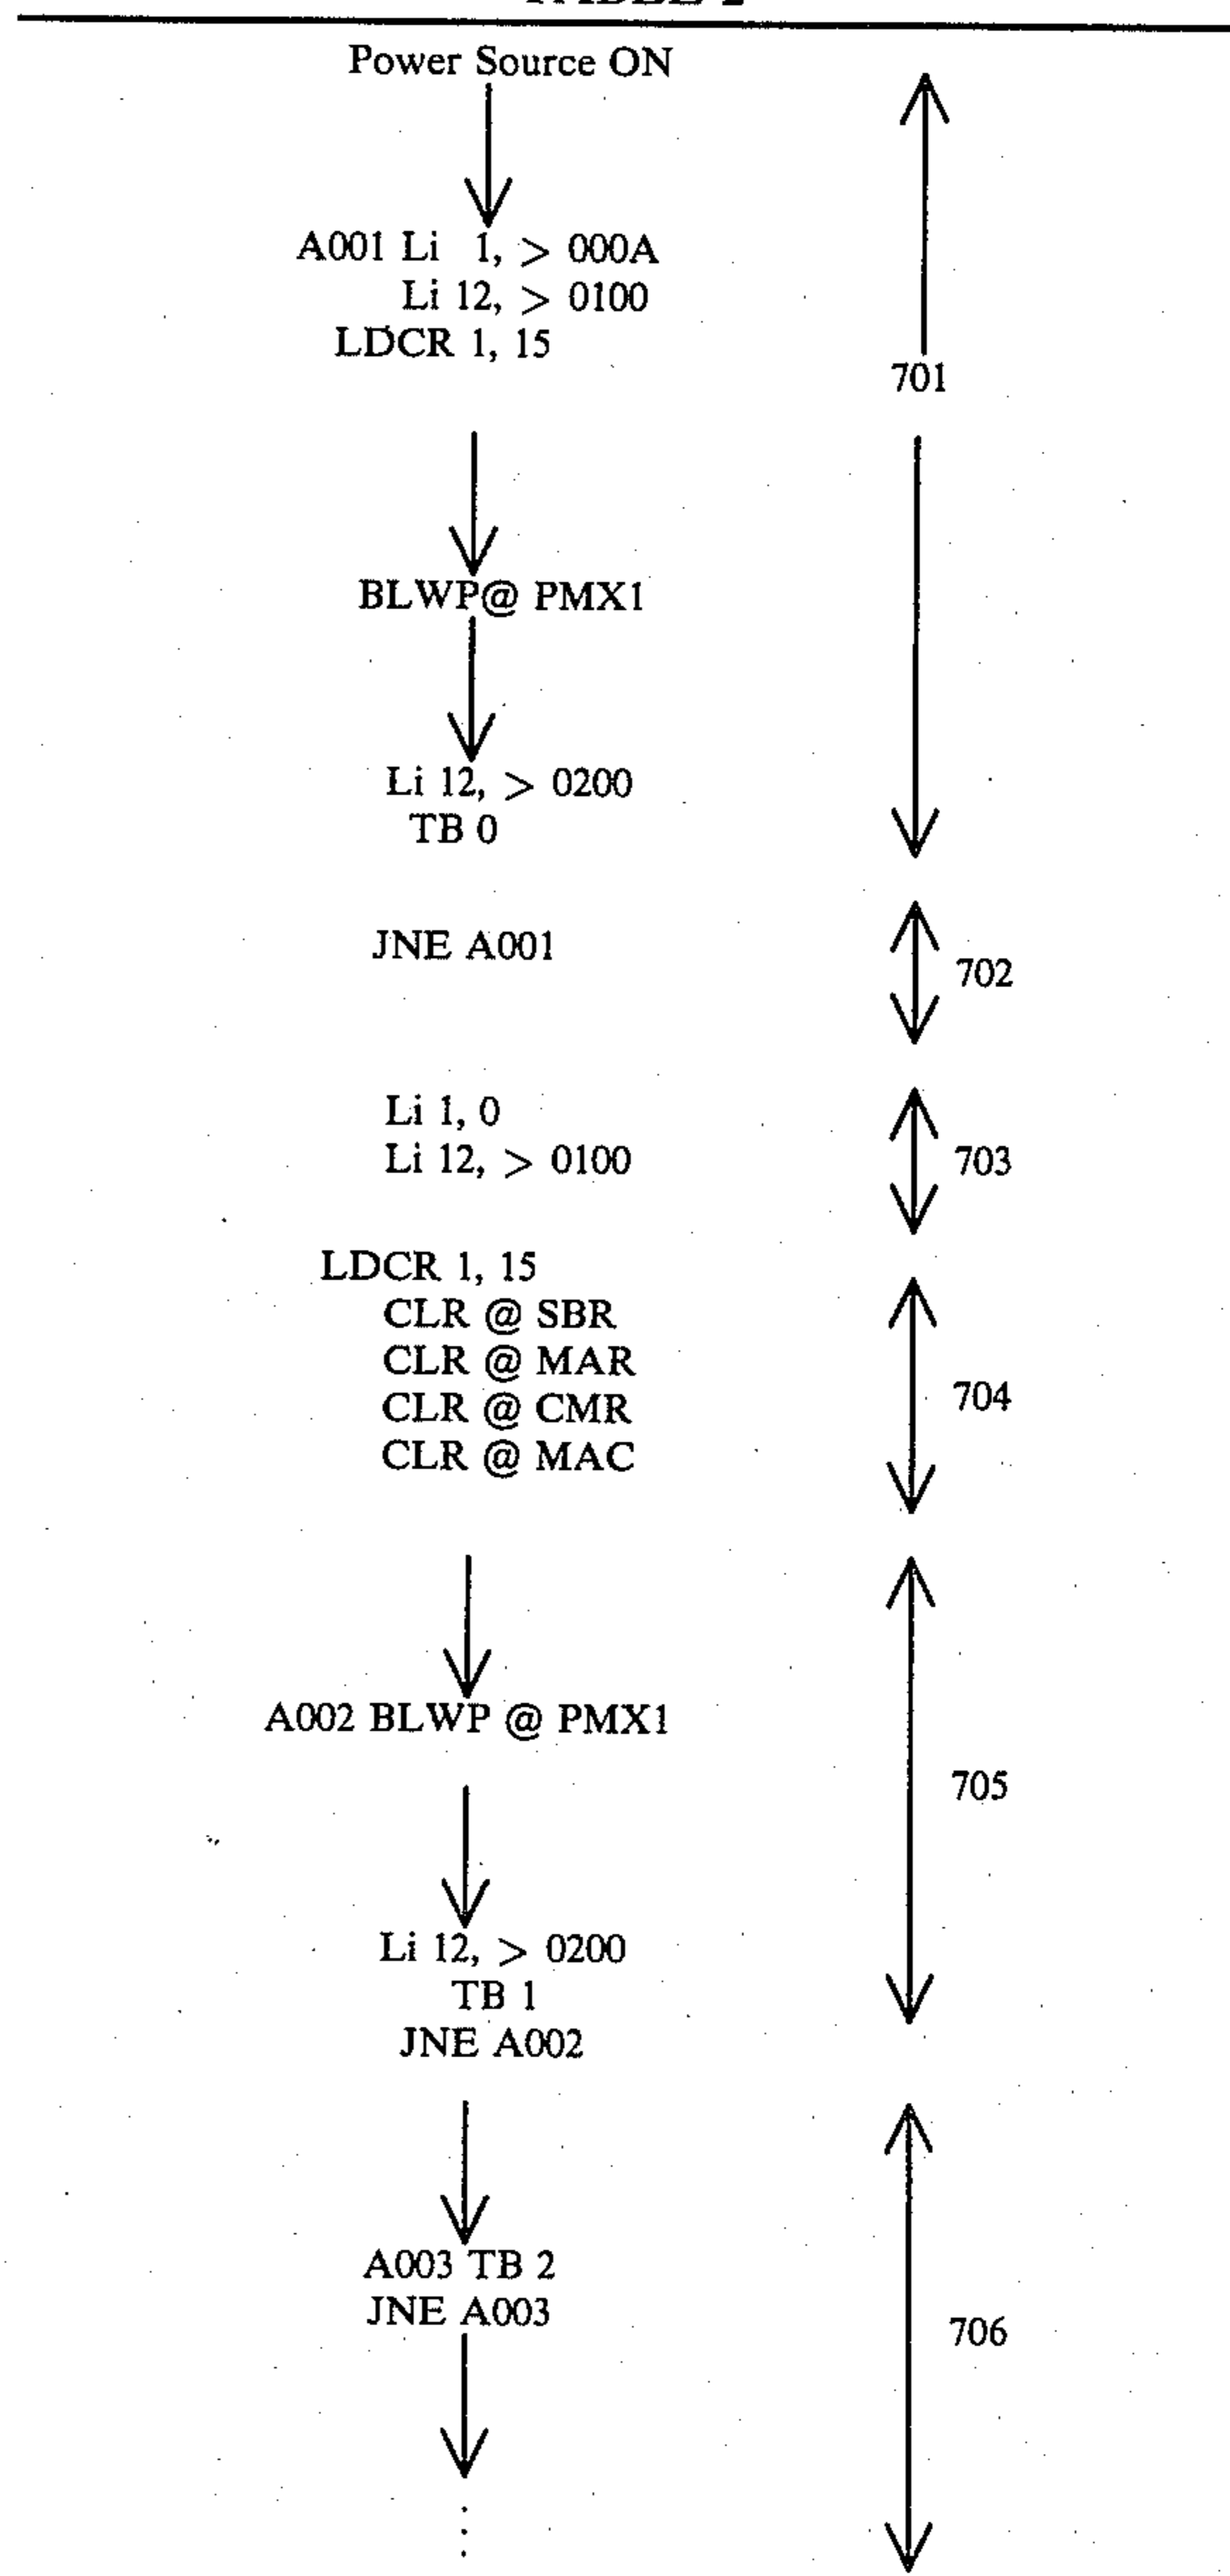 Power Source ON
A001 Li 1, > 000A
Li 12, > 0100
LDCR 1, 15
701
BLWP@ PMX1
Li 12, > 0200
TB 0
JNE A001
702
Li 1, 0
Li 12, > 0100
703
LDCR 1, 15
CLR @ SBR
CLR @ MAR
CLR @ CMR
CLR @ MAC
704
A002 BLWP @ PMX1
705
Li 12, > 0200
TB 1
JNE A002
A003 TB 2
JNE A003
706